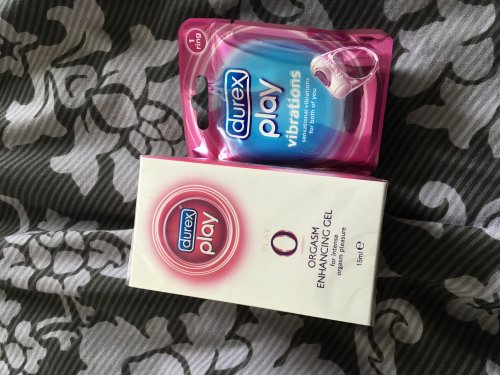 1
ring
durex
play
vibrations
sensational vibrations
for both of you
durex
play
PLAY
O
ORGASM
ENHANCING GEL
for intense
orgasm pleasure
15ml e